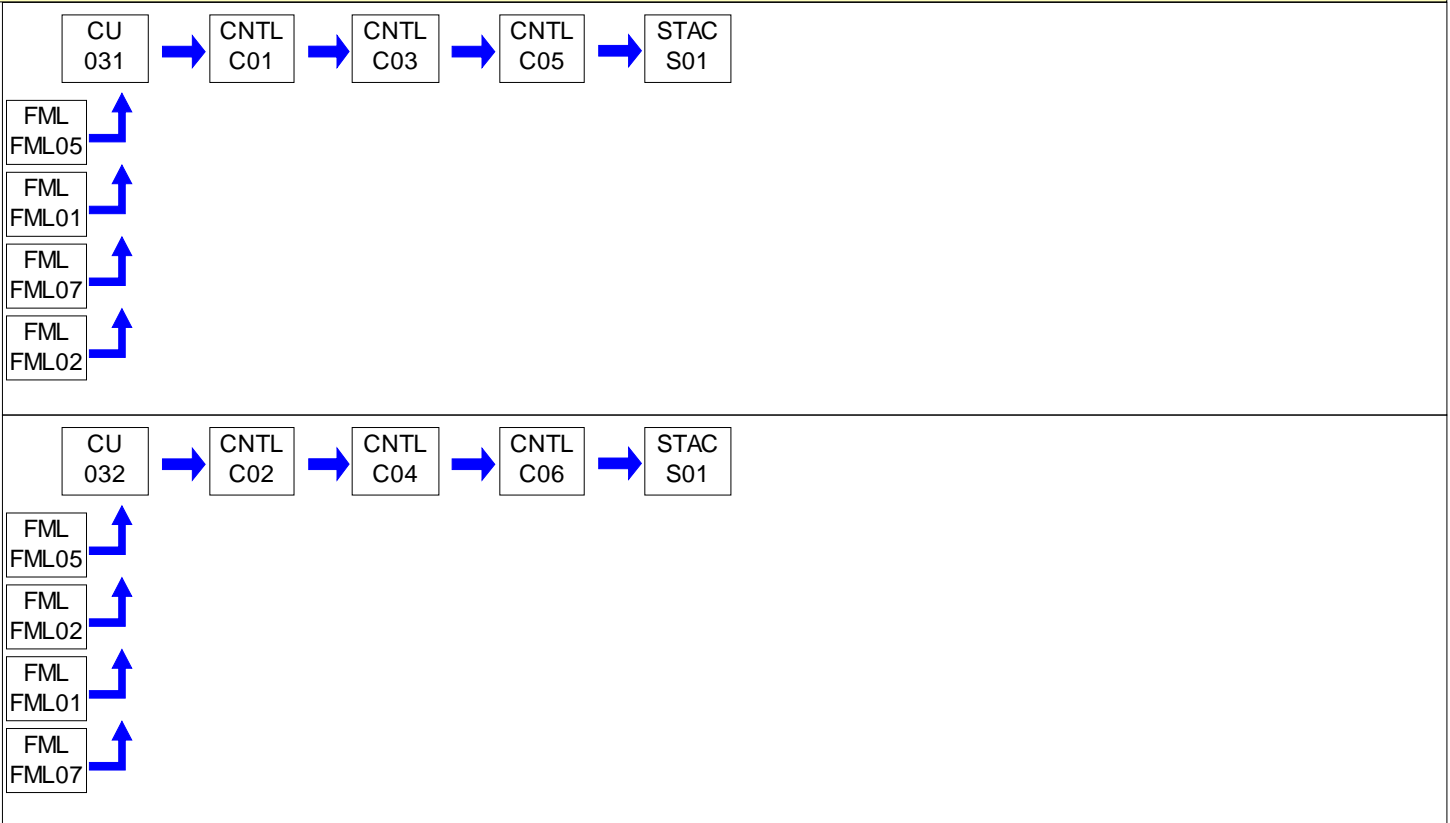 CU
031
CNTL
C01
CNTL
C03
CNTL
C05
STAC
S01
FML
FML05
FML
FML01
FML
FML07
FML
FML02
CU
032
CNTL
C02
CNTL
C04
CNTL
C06
STAC
S01
FML
FML05
FML
FML02
FML
FML01
FML
FML07